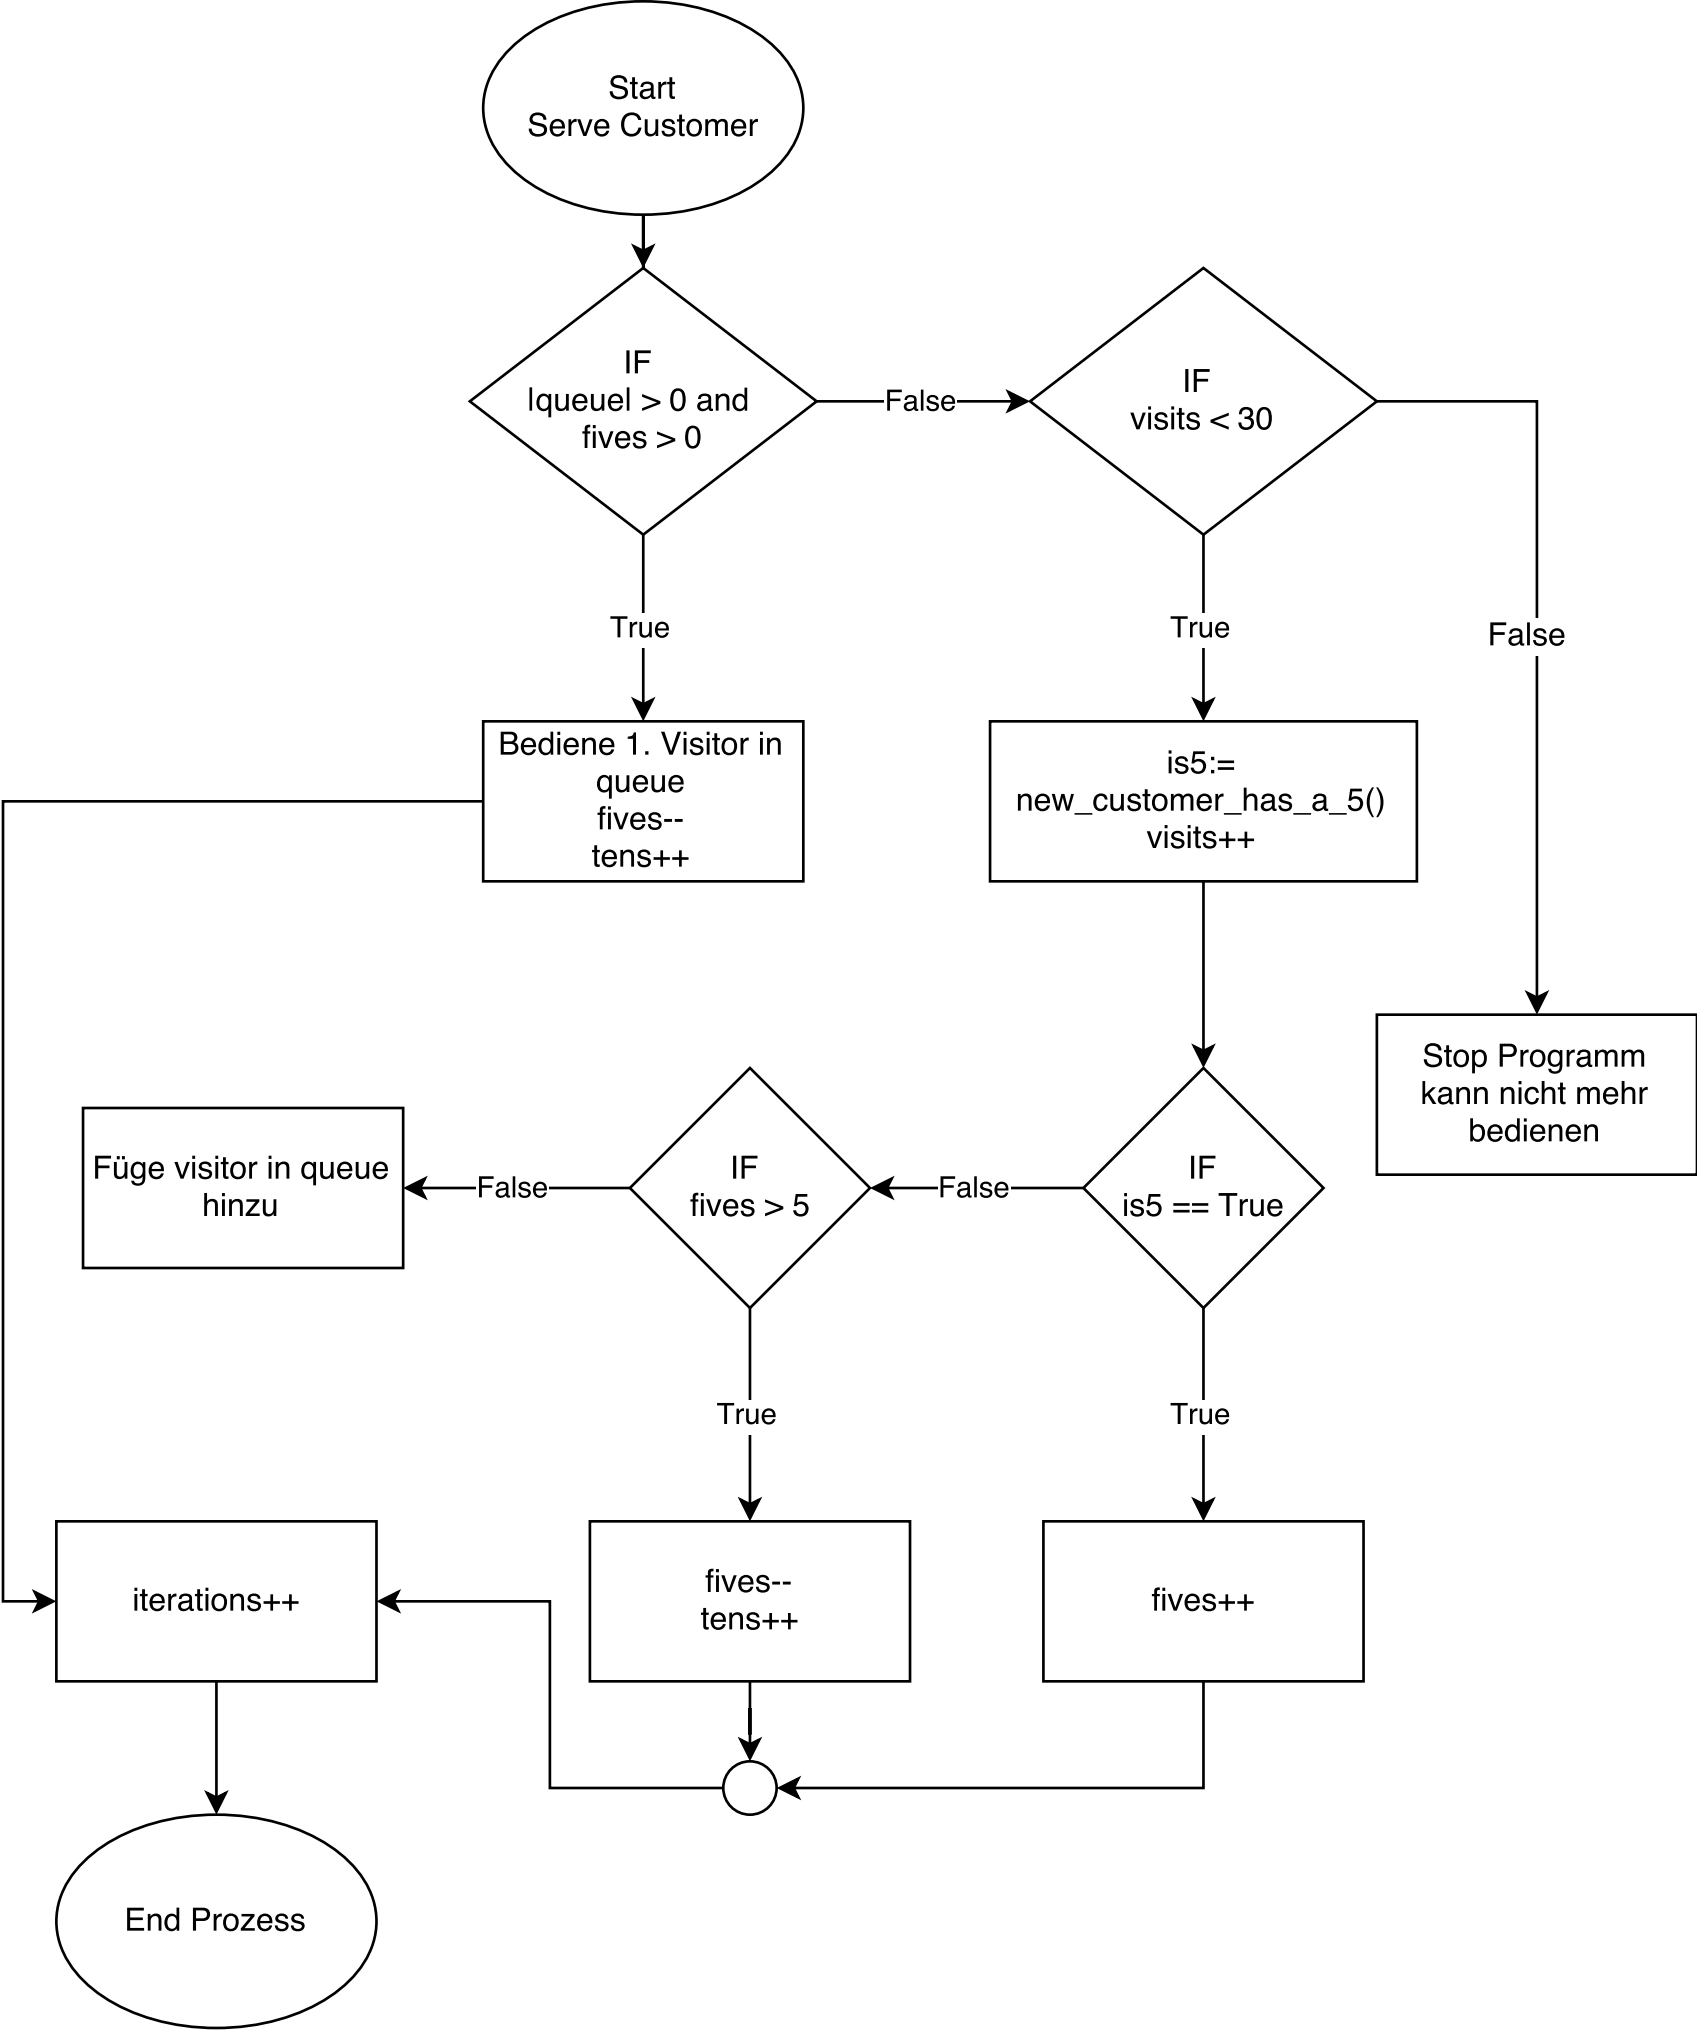 Start
Serve Customer
IF
lqueuel > 0 and
fives > 0
False
IF
visits < 30
True
True
False
Bediene 1. Visitor in
queue
fives--
tens++
is5:=
new_customer_has_a_5()
visits++
Stop Programm
kann nicht mehr
bedienen
Füge visitor in queue
hinzu
False
IF
fives > 5
False
IF
is5 == True
True
True
iterations++
fives--
tens++
fives++
End Prozess